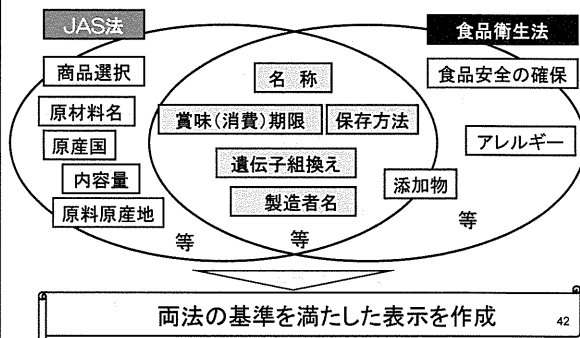 JAS法
食品衛生法
商品選択
食品安全の確保
名 称
原材料名
賞味(消費)期限
保存方法
原産国
アレルギー
遺伝子組換え
内容量
添加物
製造者名
原料原産地
等
等
等
両法の基準を満たした表示を作成
42